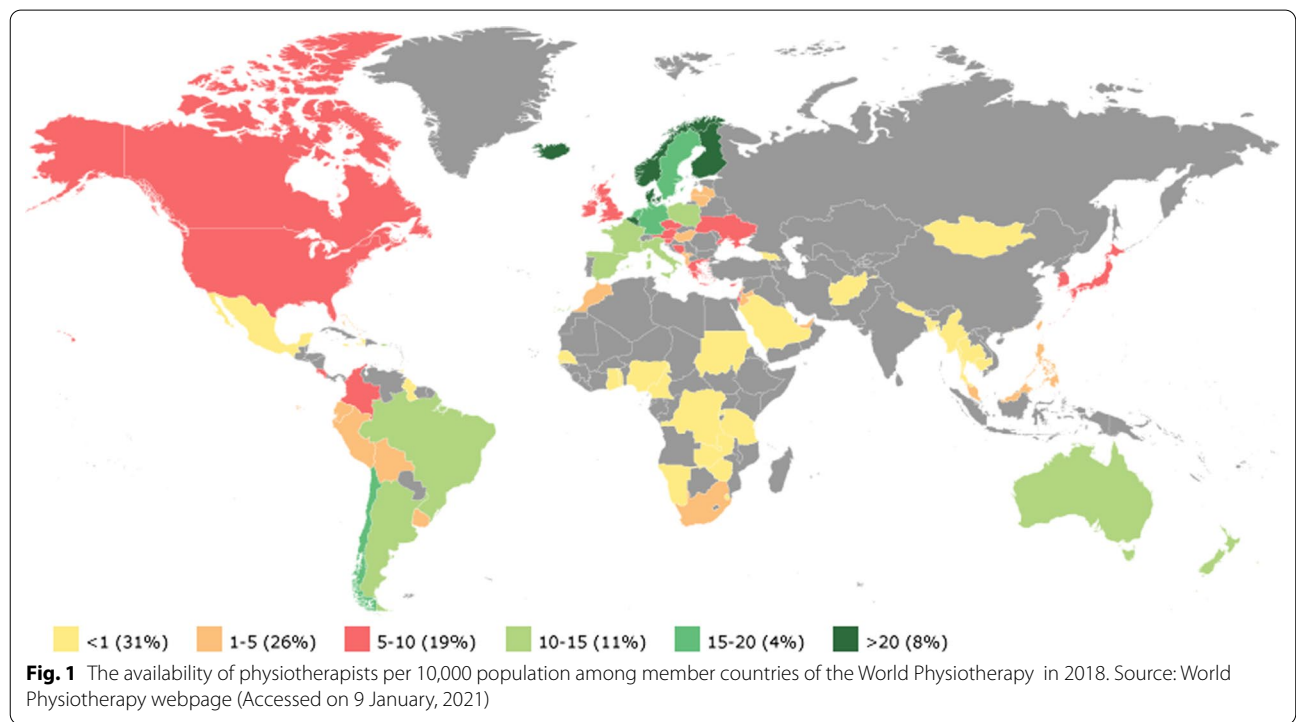 <1 (31%) 1-5 (26%) 5-10 (19%) 10-15 (11%) 15-20 (4%) >20 (8%)
Fig. 1 The availability of physiotherapists per 10,000 population among member countries of the World Physiotherapy in 2018. Source: World
Physiotherapy webpage (Accessed on 9 January, 2021)